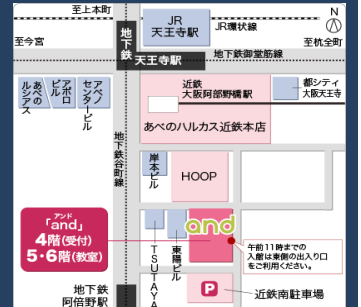 至上本町
JR
天王寺駅
JR環状線
N
至今宮
地下鉄
天王寺駅
地下鉄御堂筋線
至杭全町
あべの
ルシアス
アポロ
ビル
アベノ
センタービル
近鉄
大阪阿部野橋駅
都シティ
大阪天王寺
あべのハルカス近鉄本店
地下鉄谷町線
岸本ビル
HOOP
アンド
「and」
4階(受付)
5・6階(教室)
and
TSUTAYA
東陽ビル
午前11時までの
入館は東側の出入り口
をご利用ください。
地下鉄
阿倍野駅
P
近鉄南駐車場